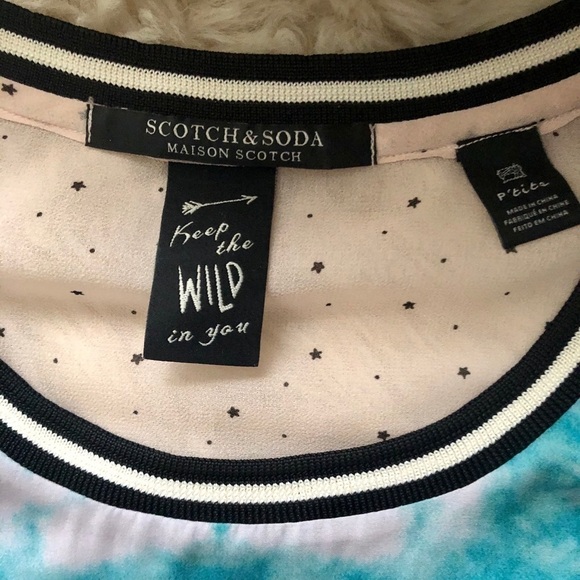 SCOTCH & SODA
MAISON SCOTCH
Keep
the
WILD
in you
P'tite
MADE IN CHINA
FABRIQUÉ EN CHINE
FEITO EM CHINA